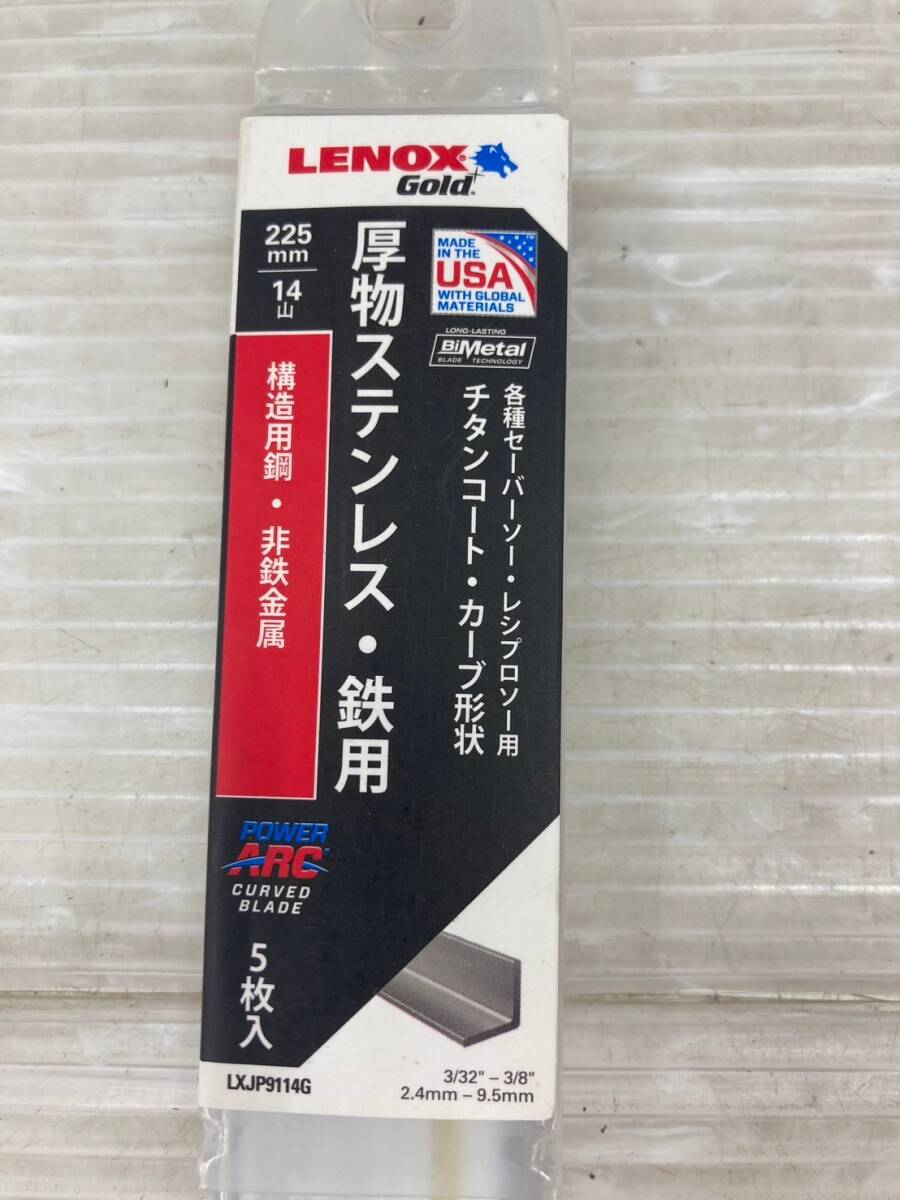 LENOX
Gold+
225
mm
14
山
厚物ステンレス・鉄用
構造用鋼・非鉄金属
MADE
IN THE
USA
WITH GLOBAL
MATERIALS
LONG-LASTING
BiMetal
BLADE TECHNOLOGY
各種セーバーソー・レシプロソー用
チタンコート・カーブ形状
POWER
ARC
CURVED
BLADE
5枚入
LXJP9114G
3/32" – 3/8"
2.4mm – 9.5mm